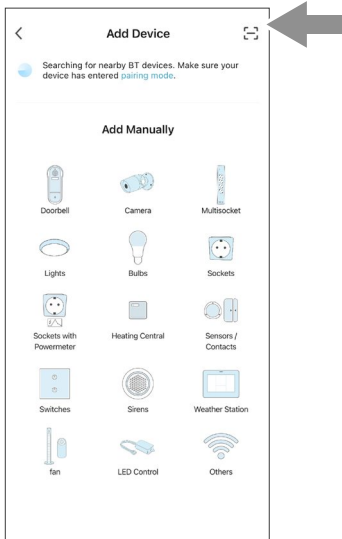 Add Device
Searching for nearby BT devices. Make sure your
device has entered pairing mode.
Add Manually
Doorbell
Camera
Multisocket
Lights
Bulbs
Sockets
Sockets with
Powermeter
Heating Central
Sensors /
Contacts
Switches
Sirens
Weather Station
fan
LED Control
Others